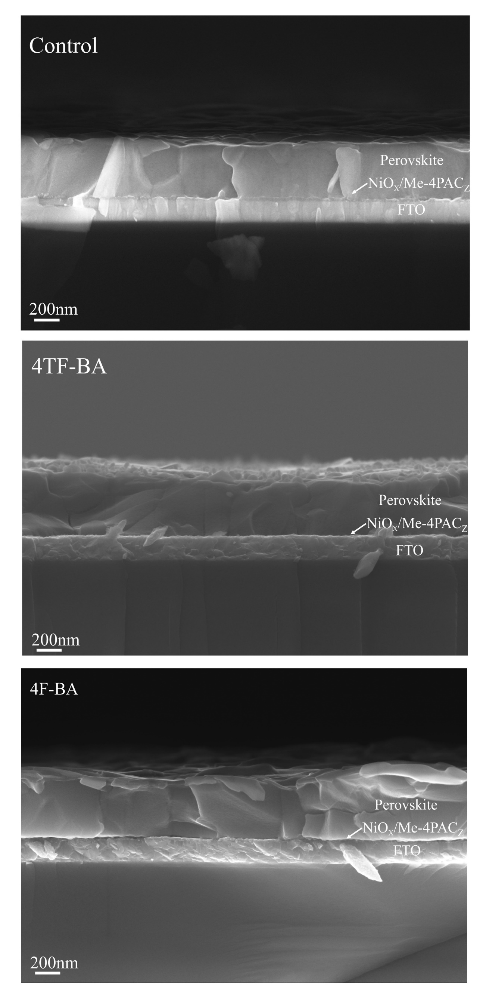 Control
Perovskite
NiOX/Me-4PACZ
FTO
200nm
4TF-BA
Perovskite
NiOX/Me-4PACZ
FTO
200nm
4F-BA
Perovskite
NiOX/Me-4PACZ
FTO
200nm